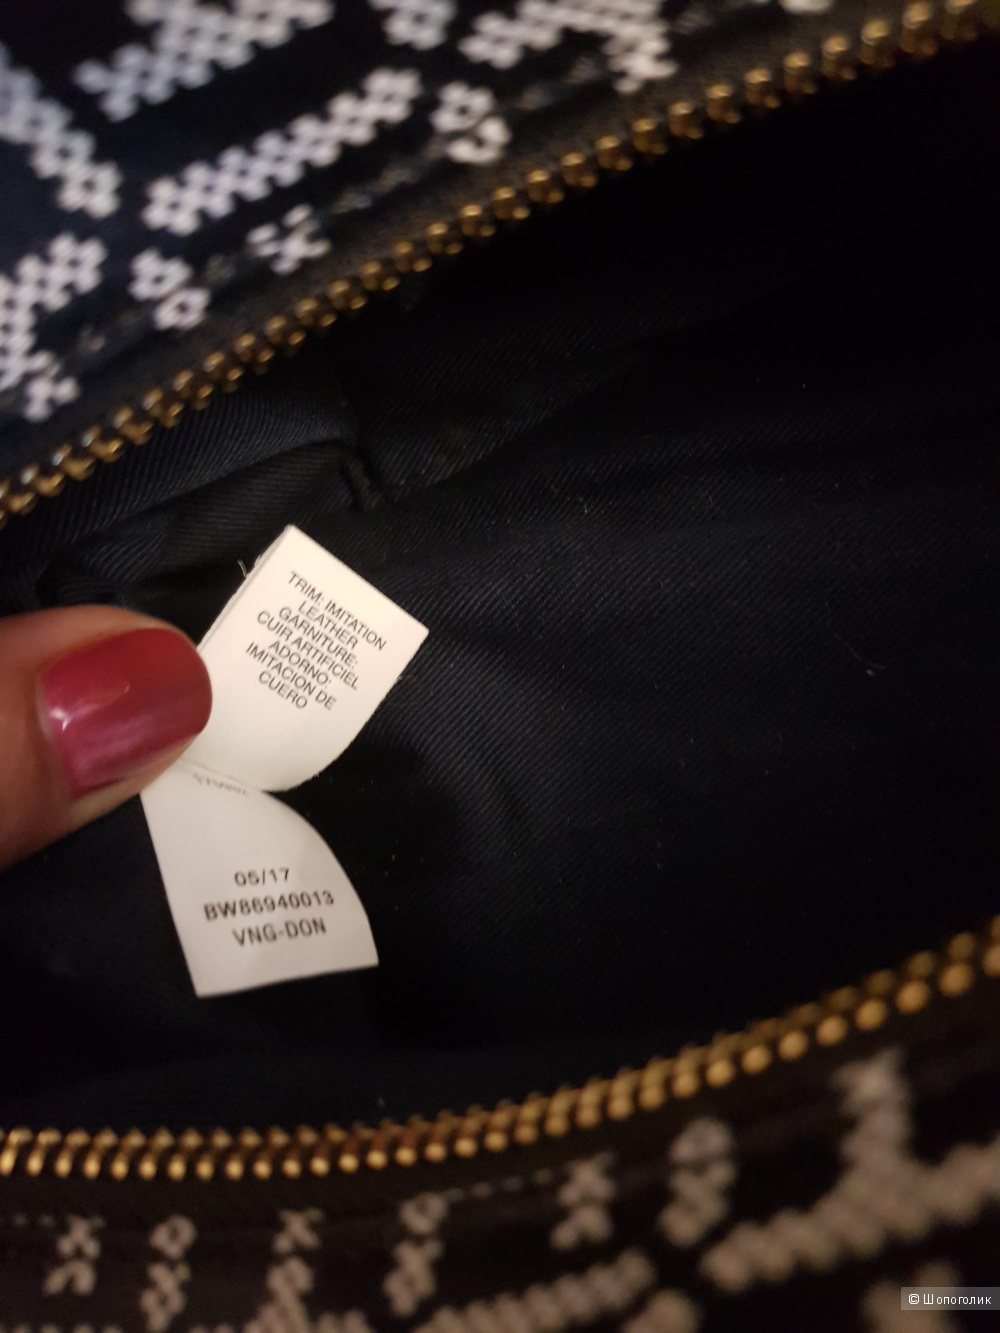 TRIM: IMITATION
LEATHER
GARNITURE:
CUIR ARTIFICIEL
ADORNO:
IMITACION DE
CUERO
05/17
BW86940013
VNG-DON
© Шопоголик